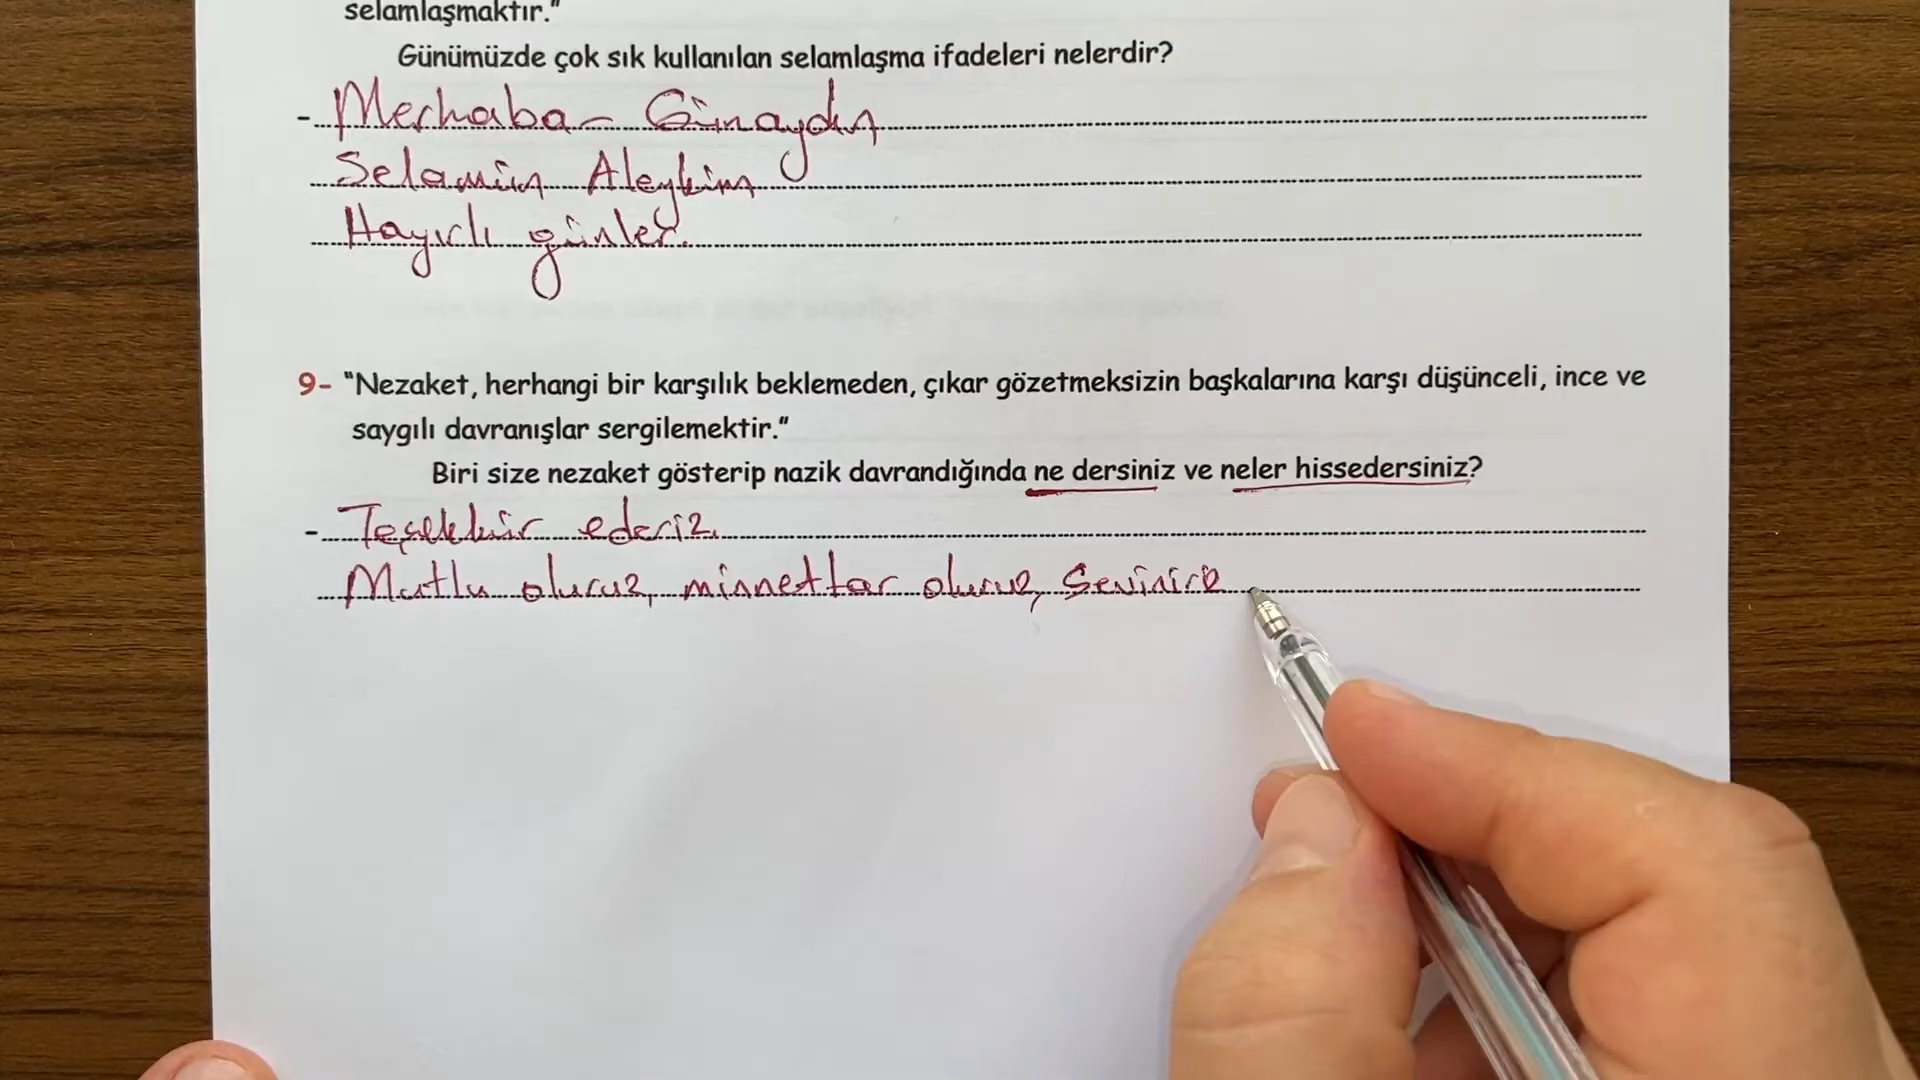 selamlaşmaktır."
Günümüzde çok sık kullanılan selamlaşma ifadeleri nelerdir?
- Merhaba - Günaydın
Selamün Aleyküm
Hayırlı günler.
9- "Nezaket, herhangi bir karşılık beklemeden, çıkar gözetmeksizin başkalarına karşı düşünceli, ince ve
saygılı davranışlar sergilemektir."
Biri size nezaket gösterip nazik davrandığında ne dersiniz ve neler hissedersiniz?
- Teşekkür ederiz.
Mutlu oluruz, minnettar oluruz, seviniriz